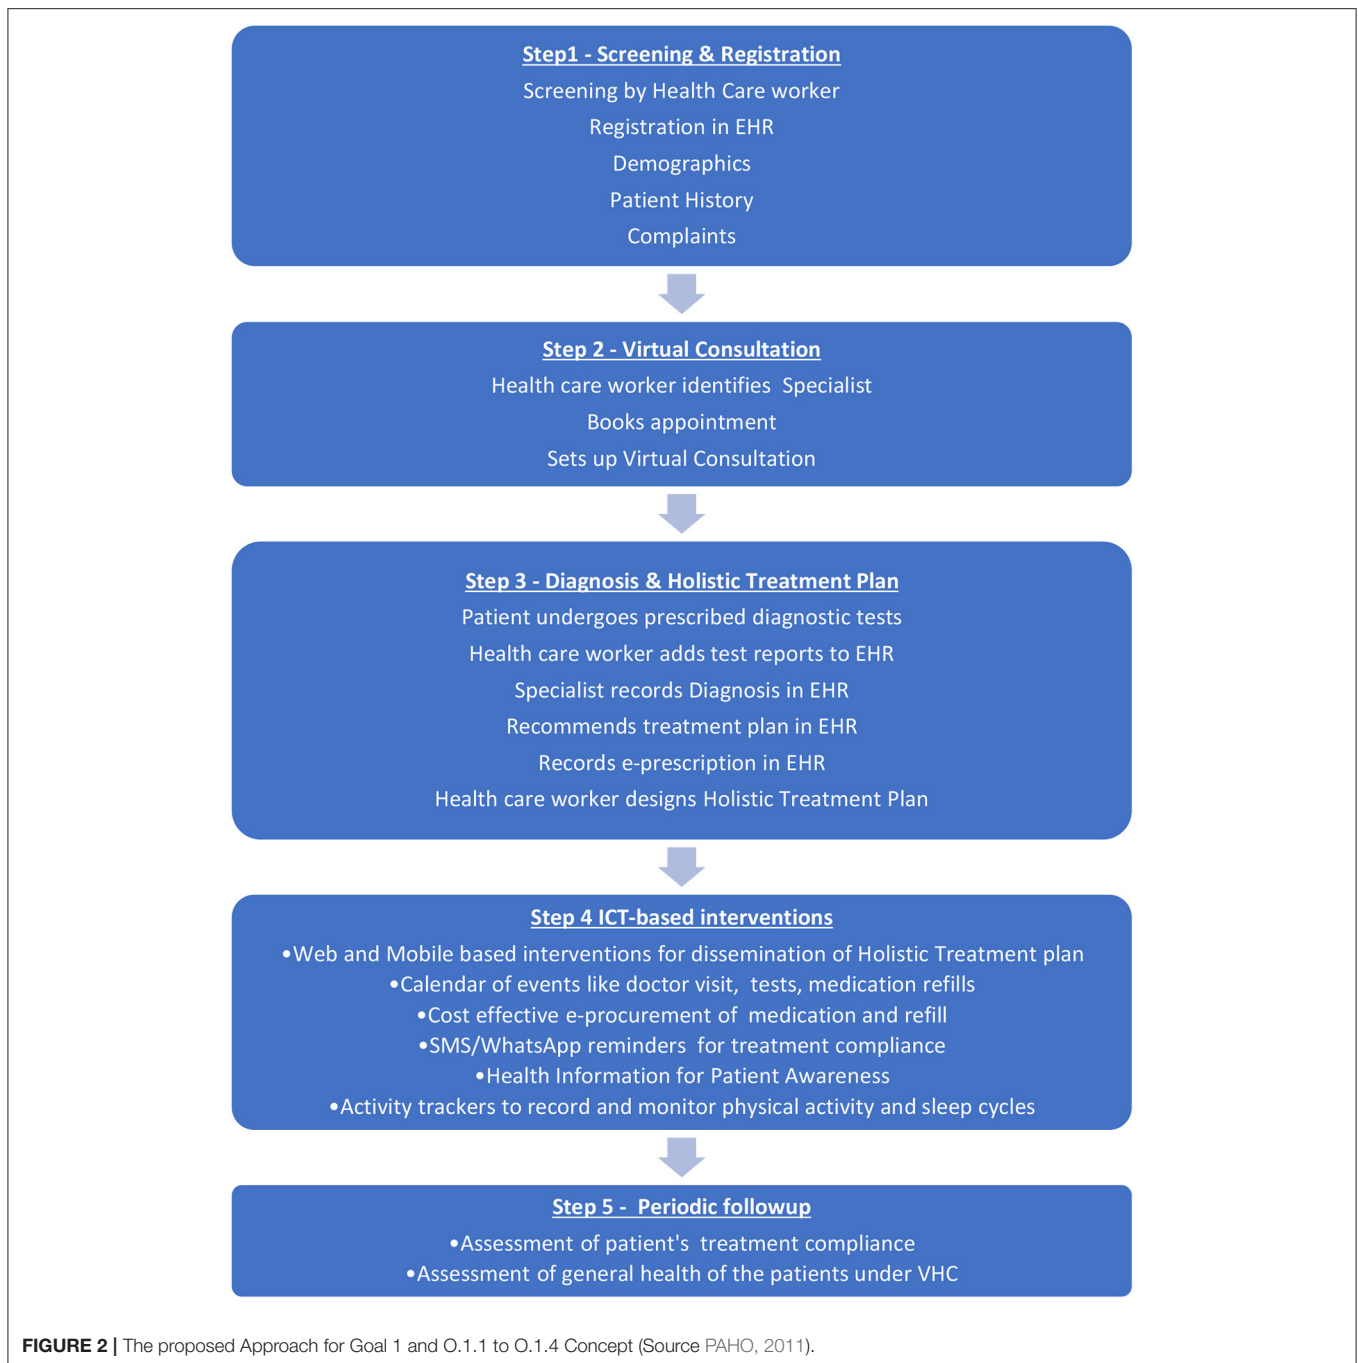 Step1 - Screening & Registration
Screening by Health Care worker
Registration in EHR
Demographics
Patient History
Complaints
Step 2 - Virtual Consultation
Health care worker identifies  Specialist
Books appointment
Sets up Virtual Consultation
Step 3 - Diagnosis & Holistic Treatment Plan
Patient undergoes prescribed diagnostic tests
Health care worker adds test reports to EHR
Specialist records Diagnosis in EHR
Recommends treatment plan in EHR
Records e-prescription in EHR
Health care worker designs Holistic Treatment Plan
Step 4 ICT-based interventions
•Web and Mobile based interventions for dissemination of Holistic Treatment plan
•Calendar of events like doctor visit,  tests, medication refills
•Cost effective e-procurement of  medication and refill
•SMS/WhatsApp reminders  for treatment compliance
•Health Information for Patient Awareness
•Activity trackers to record and monitor physical activity and sleep cycles
Step 5 -  Periodic followup
•Assessment of patient's  treatment compliance
•Assessment of general health of the patients under VHC
FIGURE 2 | The proposed Approach for Goal 1 and O.1.1 to O.1.4 Concept (Source PAHO, 2011).